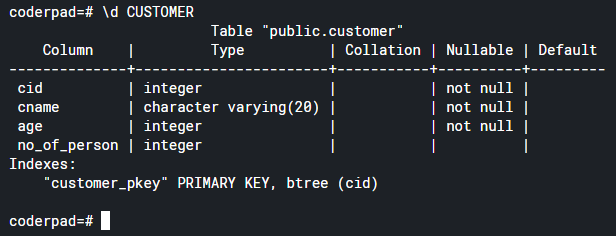 coderpad=# \d CUSTOMER
                        Table "public.customer"
    Column    |         Type          | Collation | Nullable | Default
--------------+-----------------------+-----------+----------+---------
 cid          | integer               |           | not null |
 cname        | character varying(20) |           | not null |
 age          | integer               |           | not null |
 no_of_person | integer               |           |          |
Indexes:
    "customer_pkey" PRIMARY KEY, btree (cid)
coderpad=#